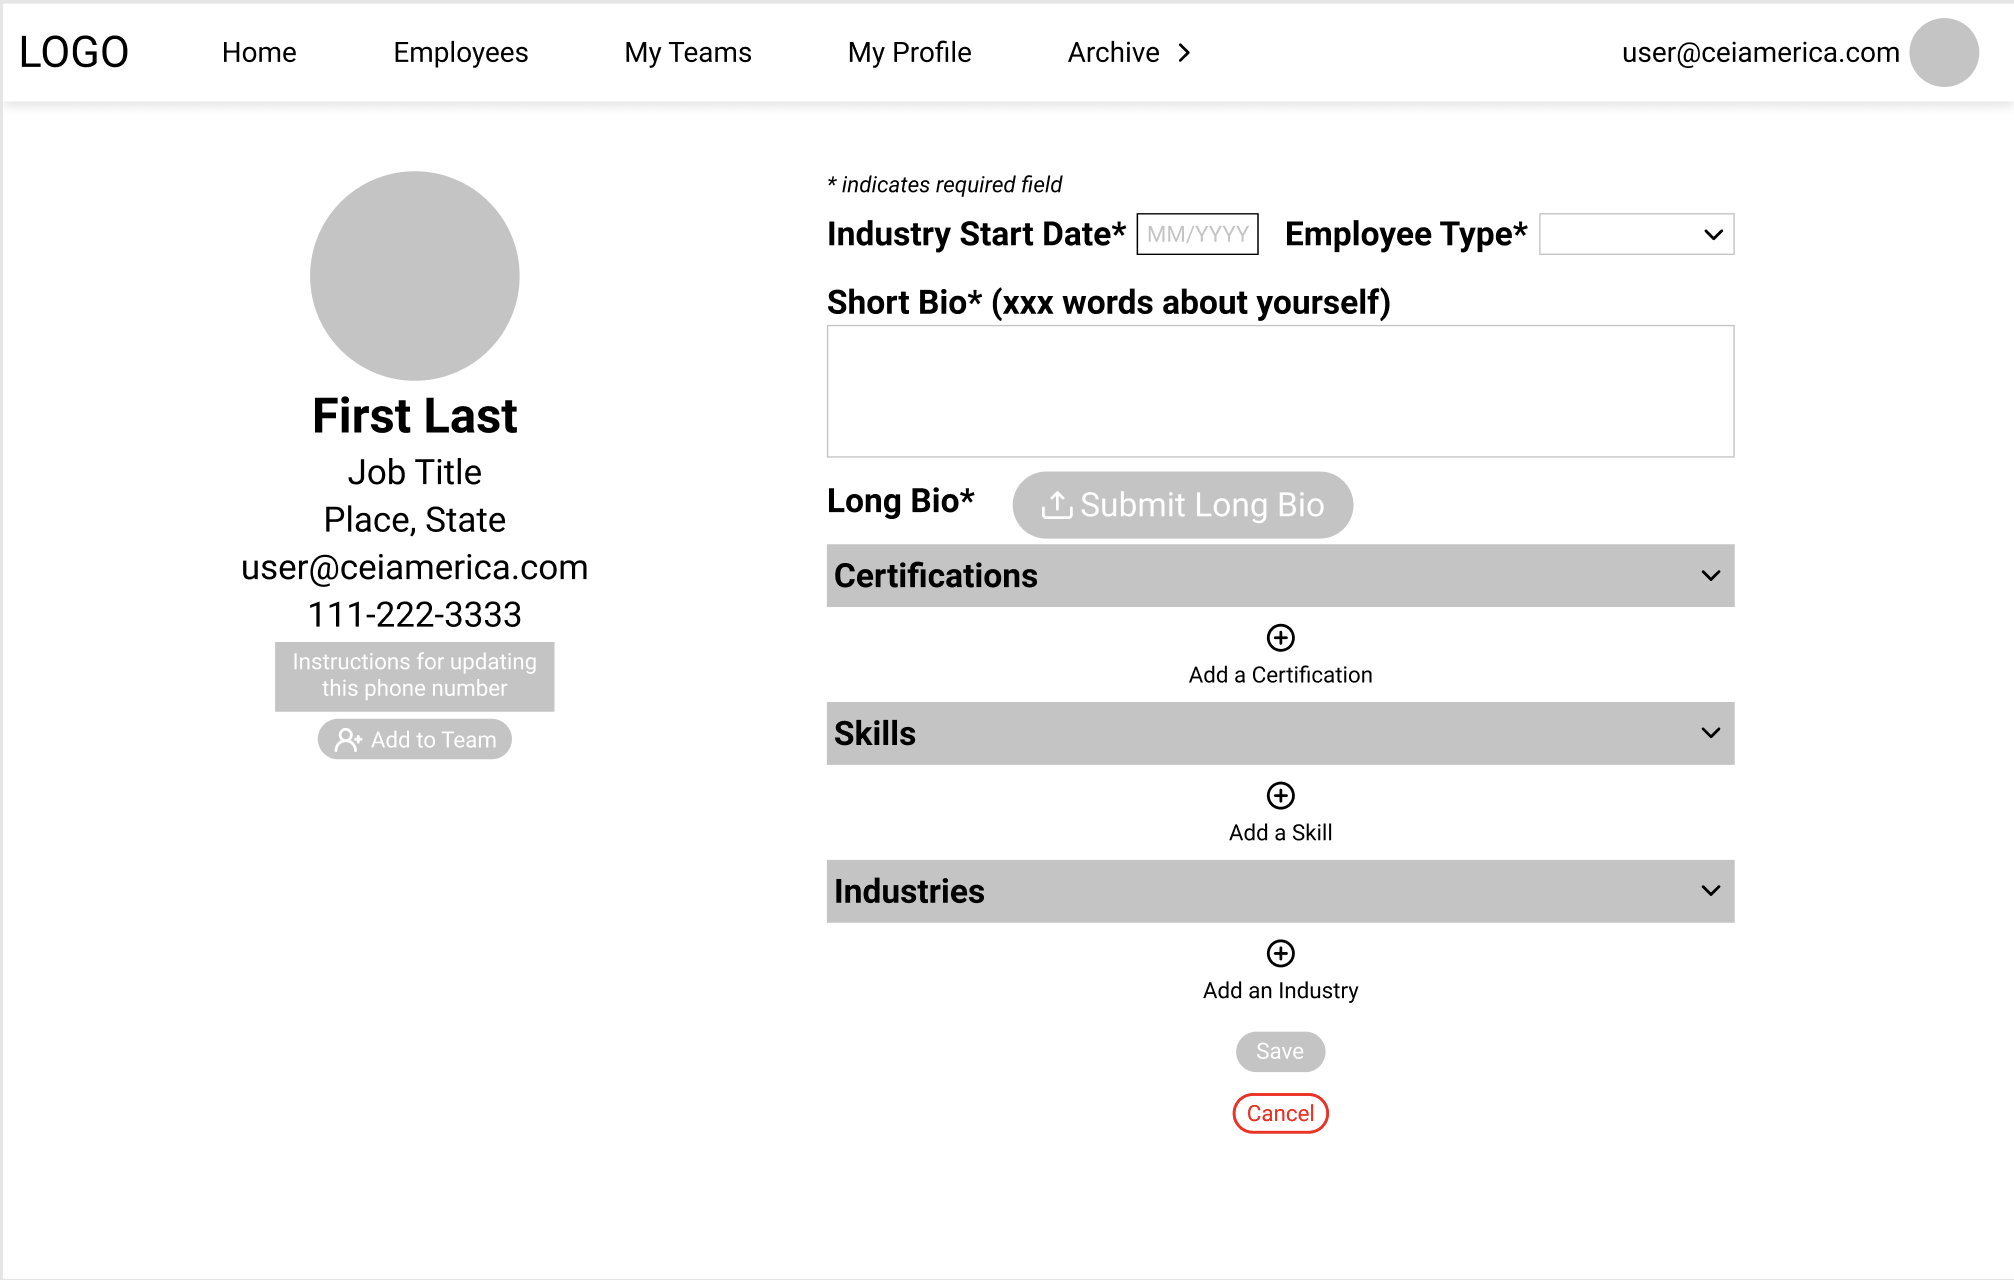 LOGO Home Employees My Teams My Profile Archive user@ceiamerica.com
First Last
Job Title
Place, State
user@ceiamerica.com
111-222-3333
Instructions for updating
this phone number
Add to Team
* indicates required field
Industry Start Date* MM/YYYY Employee Type*
Short Bio* (xxx words about yourself)
Long Bio* Submit Long Bio
Certifications
Add a Certification
Skills
Add a Skill
Industries
Add an Industry
Save
Cancel